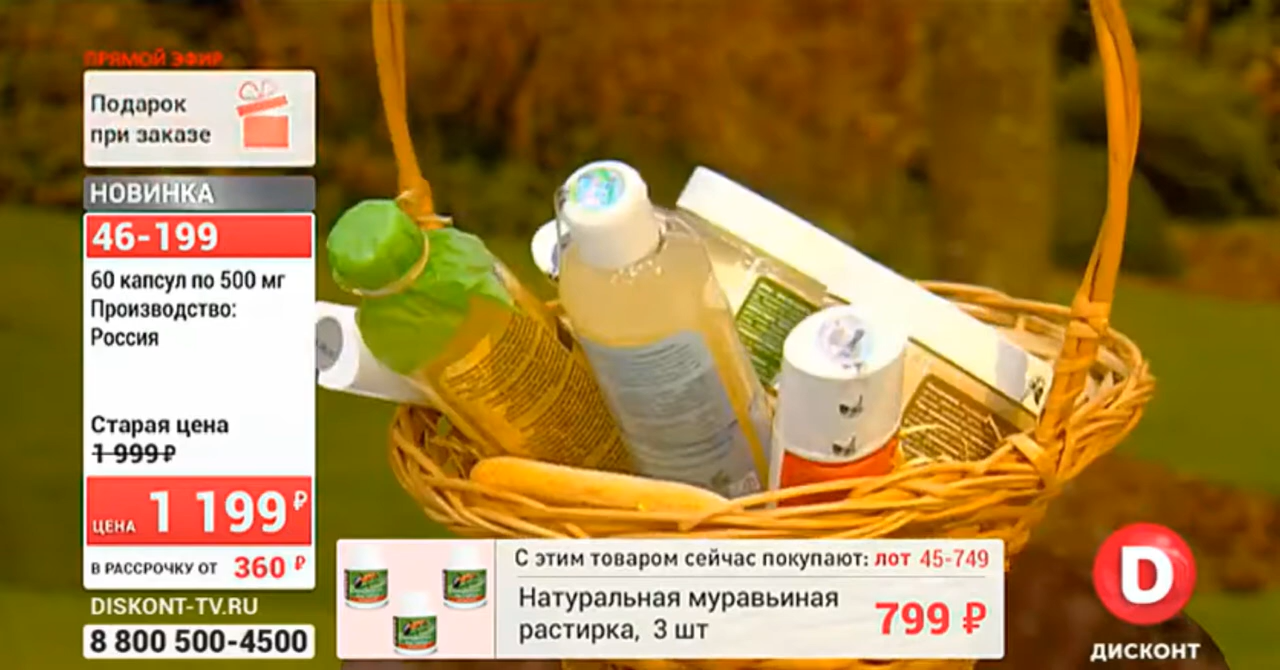 ПРЯМОЙ ЭФИР
Подарок
при заказе
НОВИНКА
46-199
60 капсул по 500 мг
Производство:
Россия
Старая цена
1 999 ₽
ЦЕНА 1 199 ₽
В РАССРОЧКУ ОТ 360 ₽
DISKONT-TV.RU
8 800 500-4500
С этим товаром сейчас покупают: лот 45-749
Натуральная муравьиная
растирка, 3 шт
799 ₽
D
ДИСКОНТ